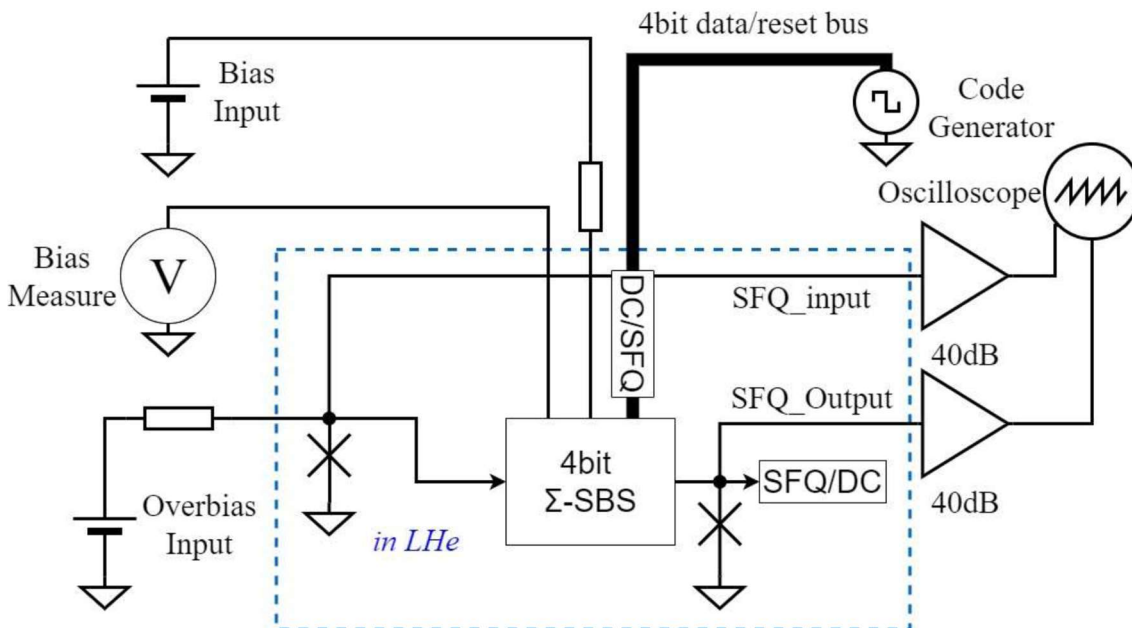 4bit data/reset bus
Bias
Input
Code
Generator
Oscilloscope
Bias
Measure
V
DC/SFQ
SFQ_input
40dB
SFQ_Output
4bit
Σ-SBS
SFQ/DC
40dB
Overbias
Input
in LHe